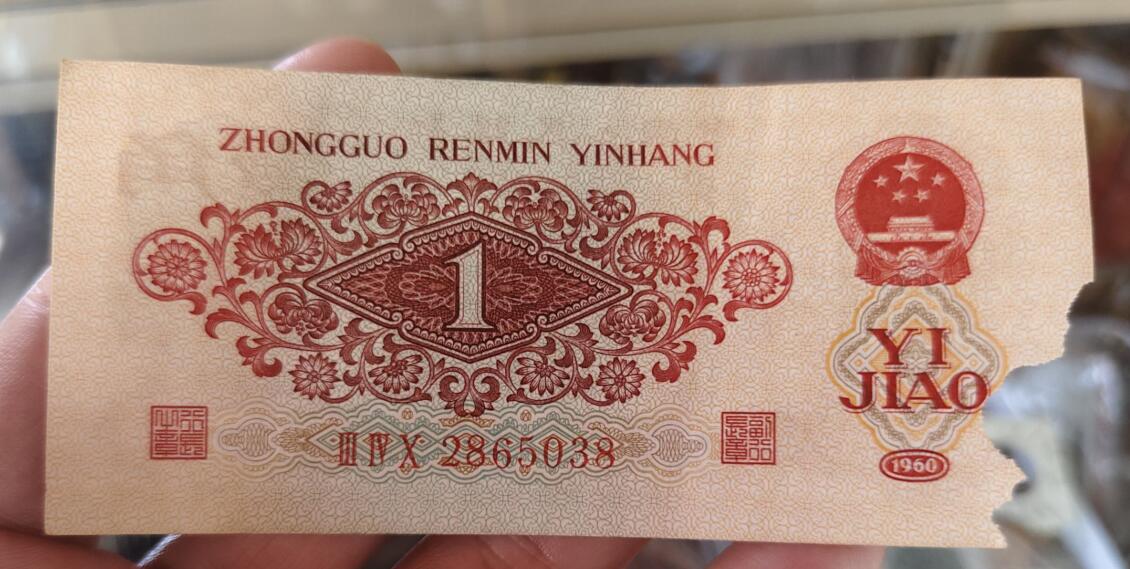 ZHONGGUO RENMIN YINHANG
1
YI
JIAO
III IV X 2865038
1960